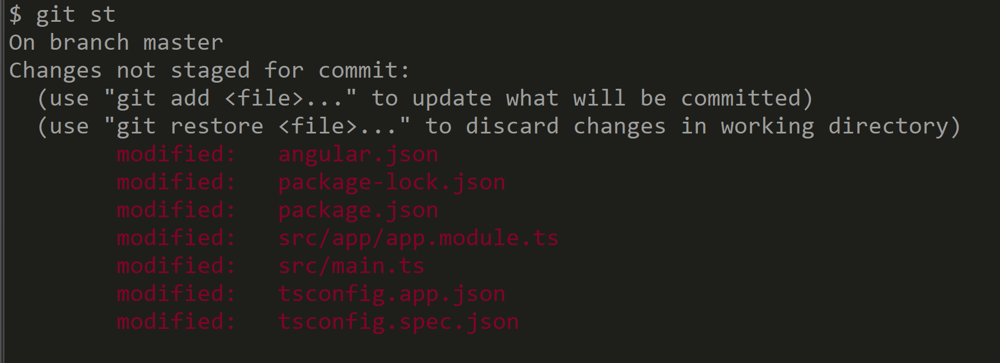 $ git st
On branch master
Changes not staged for commit:
  (use "git add <file>..." to update what will be committed)
  (use "git restore <file>..." to discard changes in working directory)
        modified:   angular.json
        modified:   package-lock.json
        modified:   package.json
        modified:   src/app/app.module.ts
        modified:   src/main.ts
        modified:   tsconfig.app.json
        modified:   tsconfig.spec.json